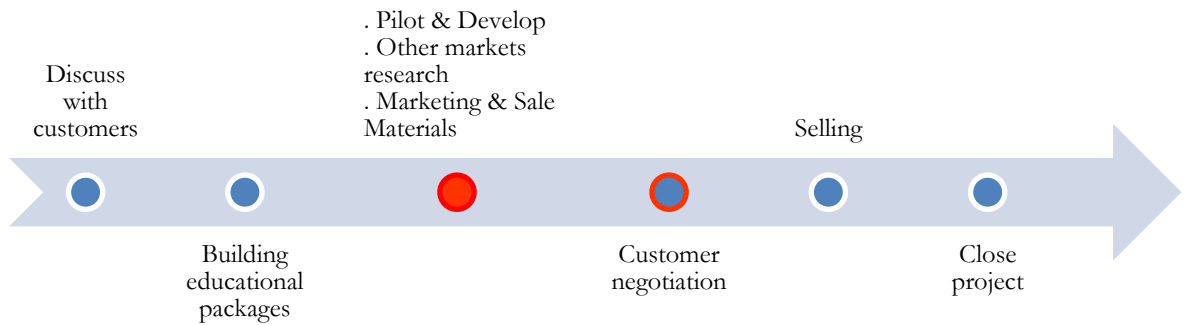 Discuss
with
customers
Building
educational
packages
. Pilot & Develop
. Other markets
research
. Marketing & Sale
Materials
Customer
negotiation
Selling
Close
project